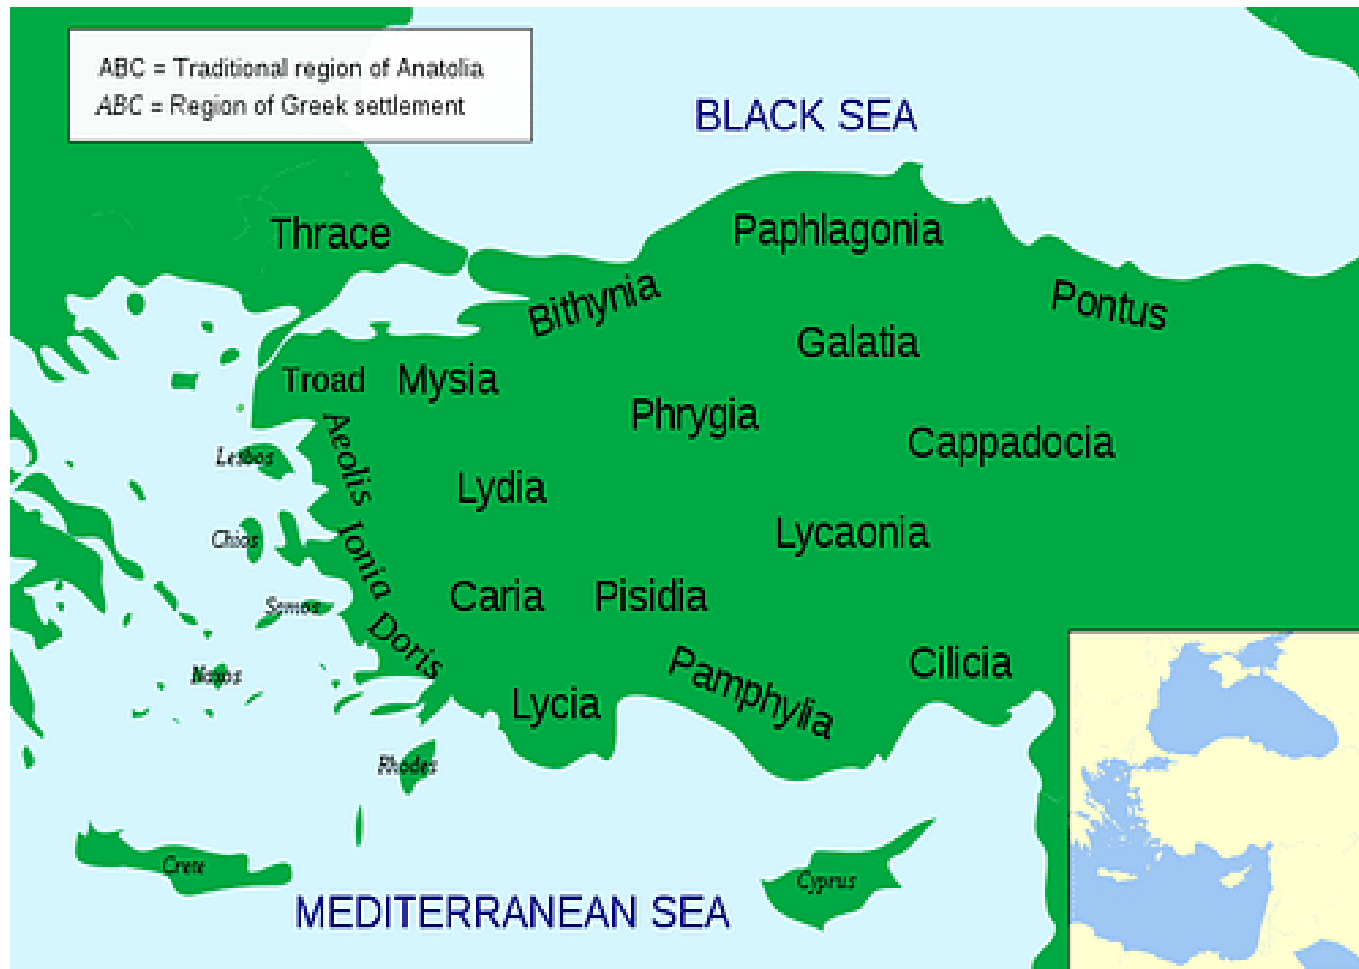 ABC = Traditional region of Anatolia
ABC = Region of Greek settlement
BLACK SEA
Thrace
Paphlagonia
Bithynia
Pontus
Galatia
Troad
Mysia
Phrygia
Aeolis
Cappadocia
Lesbos
Lydia
Lycaonia
Chios
Ionia
Caria
Pisidia
Samos
Doris
Cilicia
Naxos
Lycia
Pamphylia
Rhodes
Crete
Cyprus
MEDITERRANEAN SEA